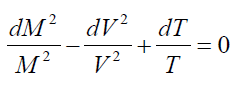 dM²/M² − dV²/V² + dT/T = 0